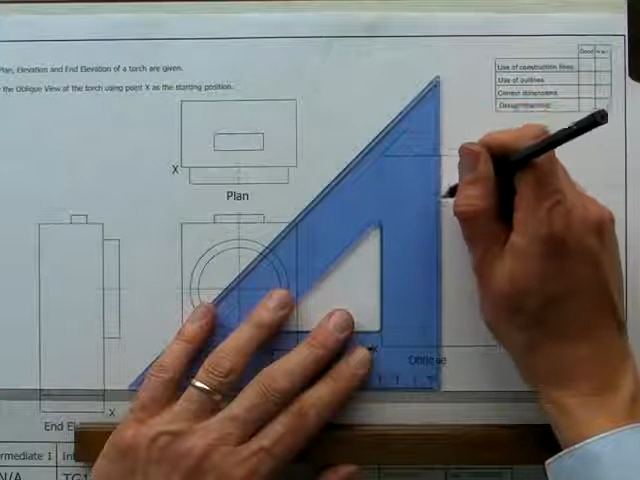 Plan, Elevation and End Elevation of a torch are given.
the Oblique View of the torch using point X as the starting position.
Good
Use of construction lines.
Use of outlines.
Correct dimensions.
X
Plan
X
Oblique
X
End
ermediate 1
Int
N/A